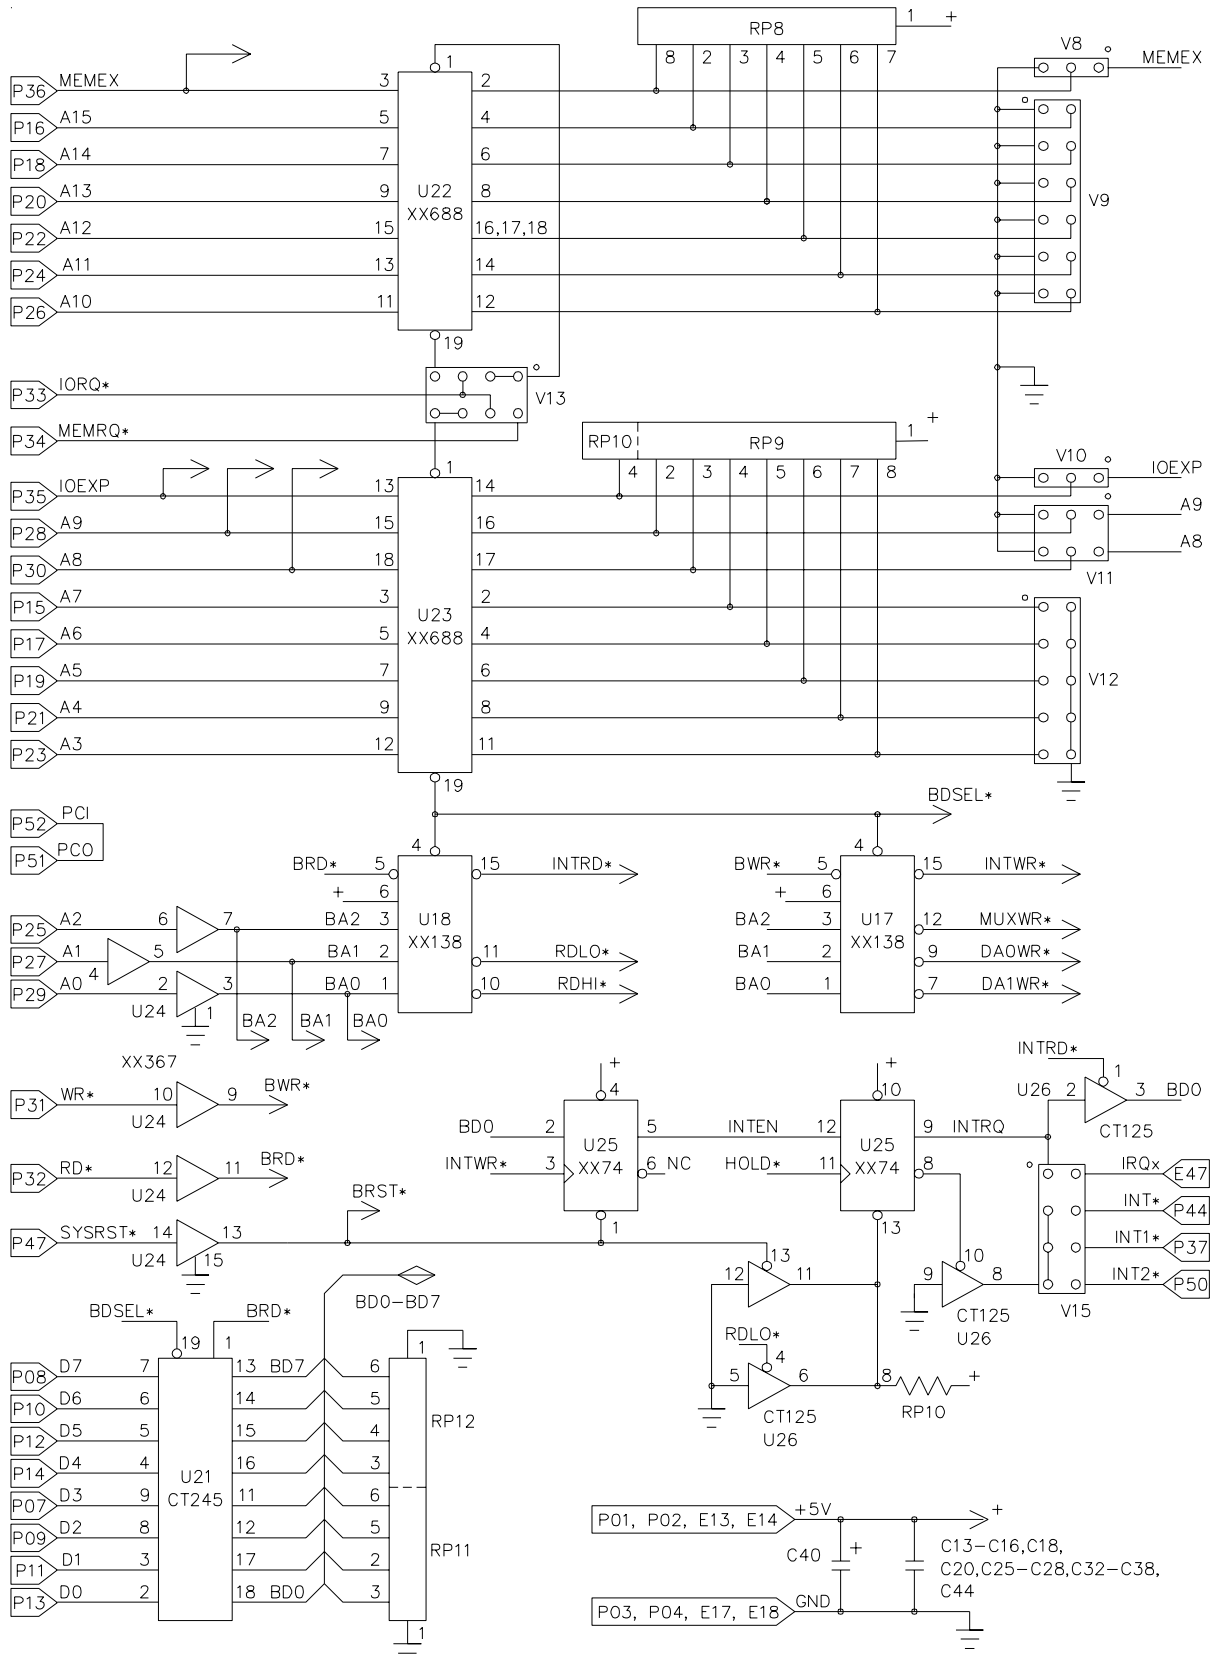 RP8 1 +
8 2 3 4 5 6 7
V8 MEMEX
P36 MEMEX 3 1 2
P16 A15 5 4
P18 A14 7 6
P20 A13 9 U22 8 V9
XX688
P22 A12 15 16,17,18
P24 A11 13 14
P26 A10 11 12
19
P33 IORQ* V13
P34 MEMRQ*
RP10 RP9 1 +
4 2 3 4 5 6 7 8
V10 IOEXP
P35 IOEXP 13 1 14
P28 A9 15 16 A9
P30 A8 18 17 A8
V11
P15 A7 3 U23 2
XX688
P17 A6 5 4
P19 A5 7 6 V12
P21 A4 9 8
P23 A3 12 11
19
BDSEL*
P52 PCI
P51 PCO
4 4
BRD* 5 15 INTRD* BWR* 5 15 INTWR*
+ 6 + 6
P25 A2 6 7 BA2 3 U18 BA2 3 U17 12 MUXWR*
XX138 XX138
P27 A1 4 5 BA1 2 11 RDLO* BA1 2 9 DA0WR*
P29 A0 2 3 BA0 1 10 RDHI* BA0 1 7 DA1WR*
U24 1 BA2 BA1 BA0
XX367
P31 WR* 10 9 BWR*
U24
+ 4 + 10 INTRD* 1
U26 2 3 BD0
CT125
BD0 2 U25 5 INTEN 12 U25 9 INTRQ
XX74 XX74
INTWR* 3 6 NC HOLD* 11 8 IRQx E47
1 13
P32 RD* 12 11 BRD*
U24
BRST*
P47 SYSRST* 14 13
U24 15
INT* P44
INT1* P37
INT2* P50
V15
12 13 11 9 10 8
CT125
U26
BD0-BD7
BDSEL* BRD*
19 1 1
RDLO*
5 4 6 8 +
RP10
CT125
U26
P08 D7 7 13 BD7 6
P10 D6 6 14 5
RP12
P12 D5 5 15 4
P14 D4 4 16 3
U21
CT245
P07 D3 9 11 6
P09 D2 8 12 5
RP11
P11 D1 3 17 2
P13 D0 2 18 BD0 3
1
P01, P02, E13, E14 +5V +
C40 +
C13-C16,C18,
C20,C25-C28,C32-C38,
C44
P03, P04, E17, E18 GND